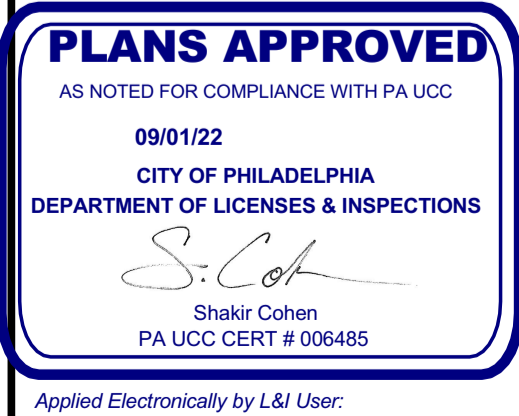 PLANS APPROVED
AS NOTED FOR COMPLIANCE WITH PA UCC
09/01/22
CITY OF PHILADELPHIA
DEPARTMENT OF LICENSES & INSPECTIONS
S. Coh
Shakir Cohen
PA UCC CERT # 006485
Applied Electronically by L&I User: